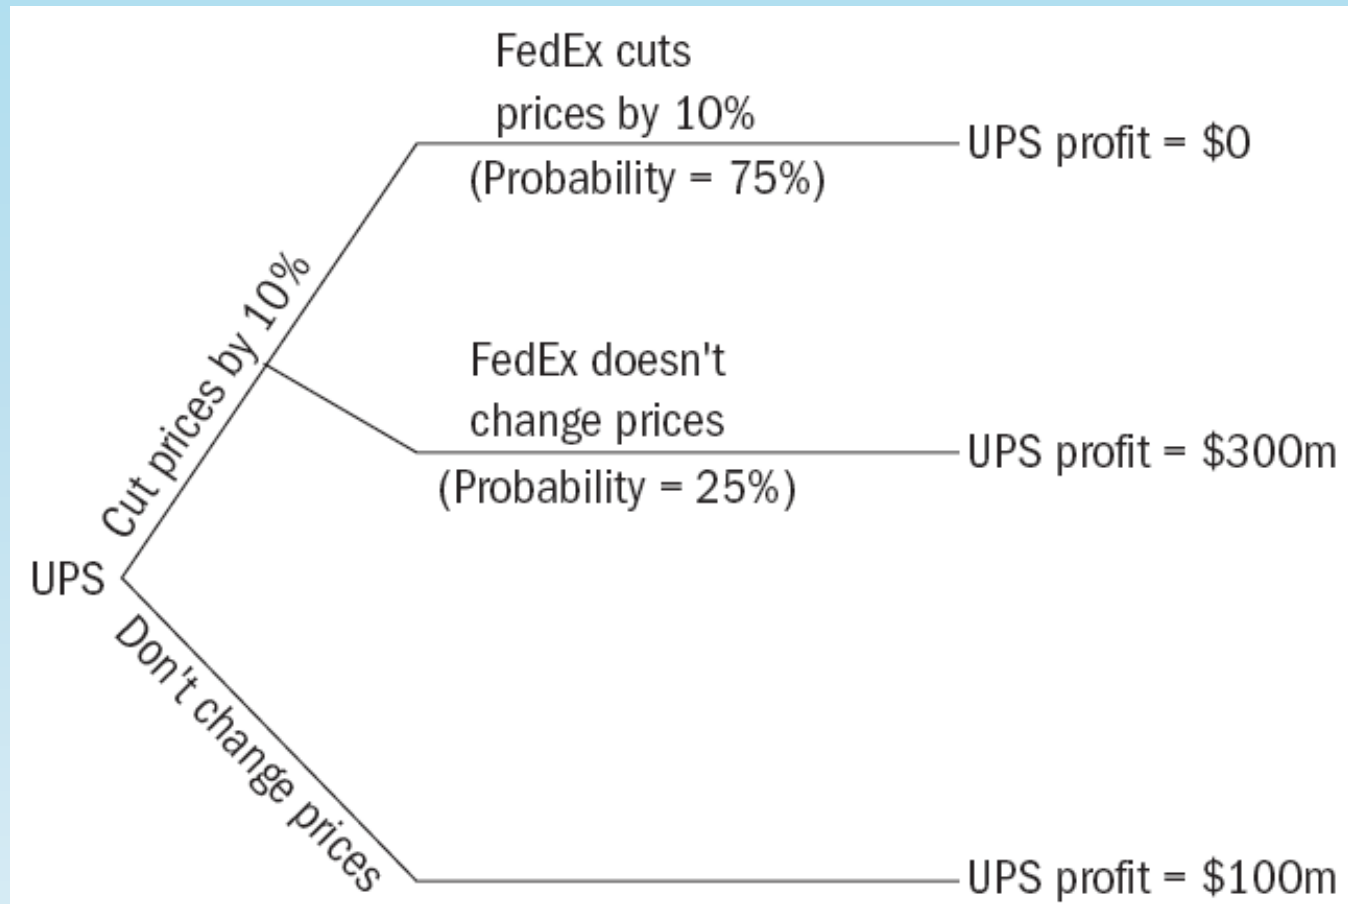 FedEx cuts
prices by 10%
(Probability = 75%)
UPS profit = $0
Cut prices by 10%
FedEx doesn't
change prices
(Probability = 25%)
UPS profit = $300m
UPS
Don't change prices
UPS profit = $100m